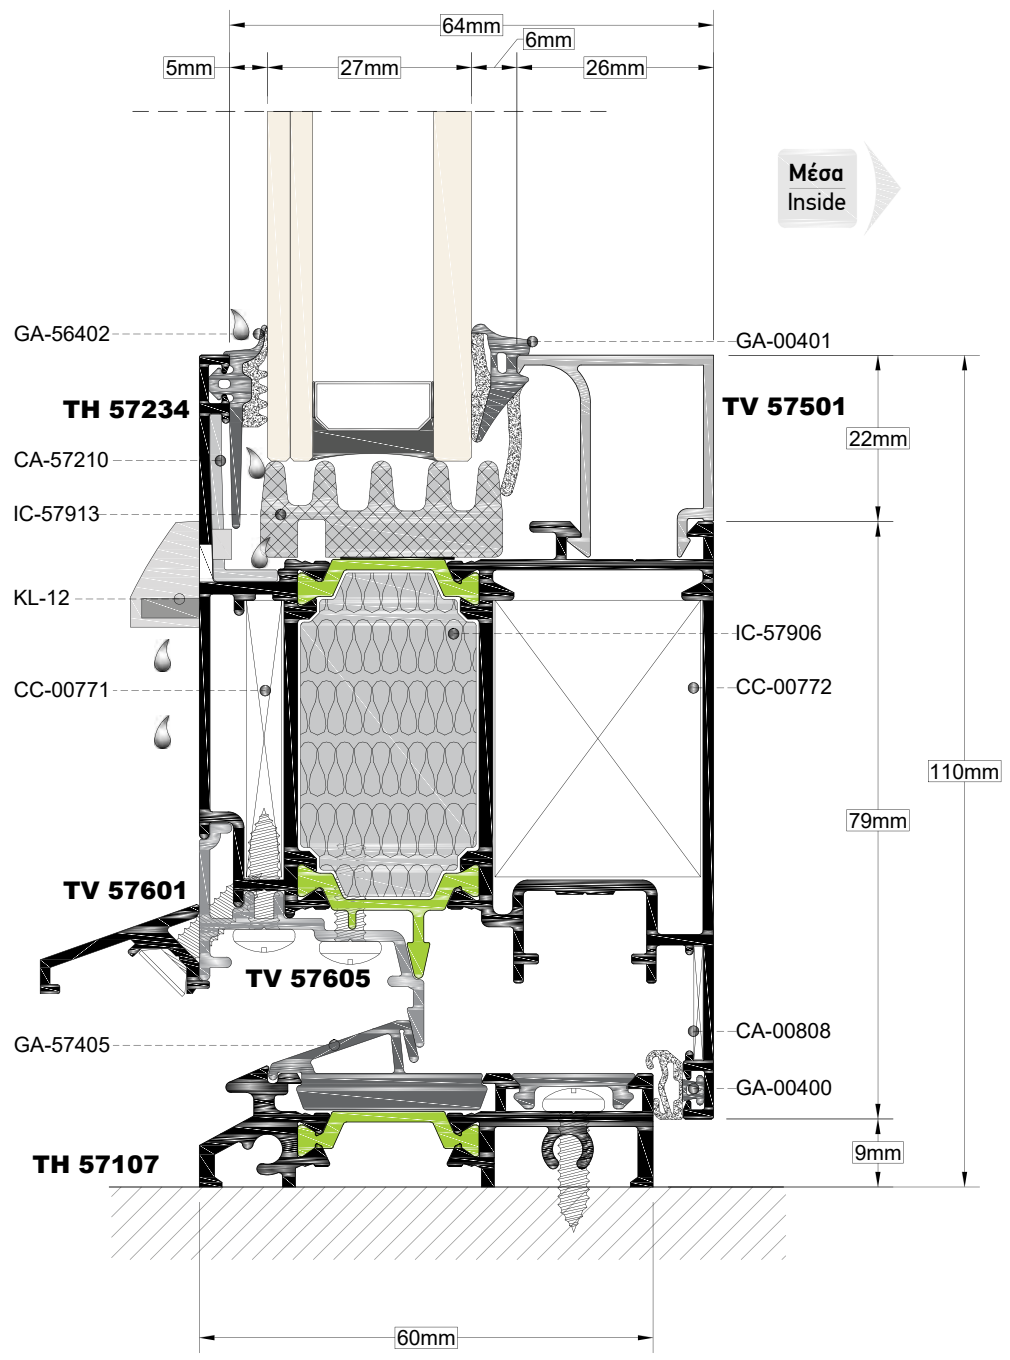 64mm
6mm
5mm
27mm
26mm
Μέσα
Inside
GA-56402
GA-00401
TH 57234
TV 57501
22mm
CA-57210
IC-57913
KL-12
IC-57906
CC-00771
CC-00772
110mm
79mm
TV 57601
TV 57605
GA-57405
CA-00808
GA-00400
9mm
TH 57107
60mm